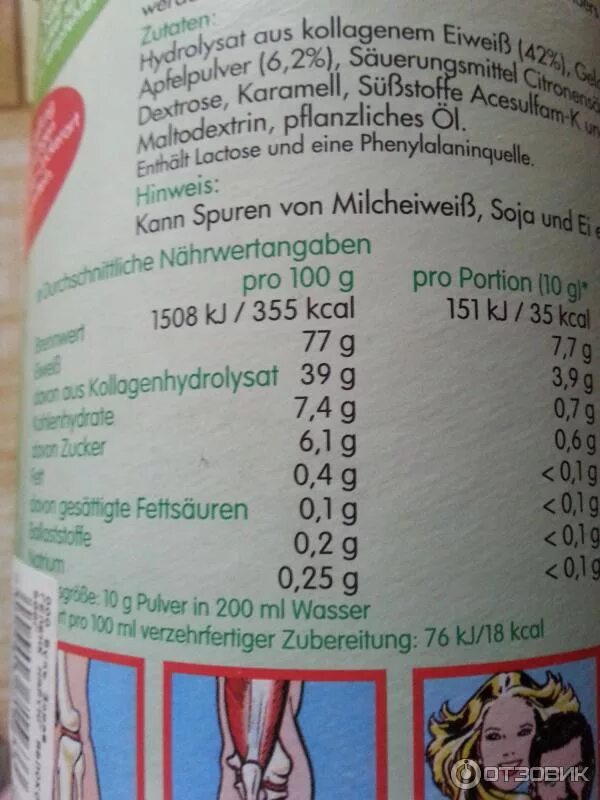 Zutaten:
Hydrolysat aus kollagenem Eiweiß (42%),
Apfelpulver (6,2%), Säuerungsmittel
Dextrose, Karamell, Süßstoffe Acesulfam-K
Maltodextrin, pflanzliches Öl.
Enthält Lactose und eine Phenylalaninquelle.
Hinweis:
Kann Spuren von Milcheiweiß, Soja und Ei
Durchschnittliche Nährwertangaben
pro 100 g pro Portion (10 g)*
Brennwert 1508 kJ / 355 kcal 151 kJ / 35 kcal
Eiweiß 77 g 7,7 g
davon aus Kollagenhydrolysat 39 g 3,9 g
Kohlenhydrate 7,4 g 0,7 g
davon Zucker 6,1 g 0,6 g
Fett 0,4 g <0,1 g
davon gesättigte Fettsäuren 0,1 g <0,1 g
Ballaststoffe 0,2 g <0,1 g
Natrium 0,25 g <0,1 g
größe: 10 g Pulver in 200 ml Wasser
pro 100 ml verzehrfertiger Zubereitung: 76 kJ/18 kcal
ОТЗОВИК